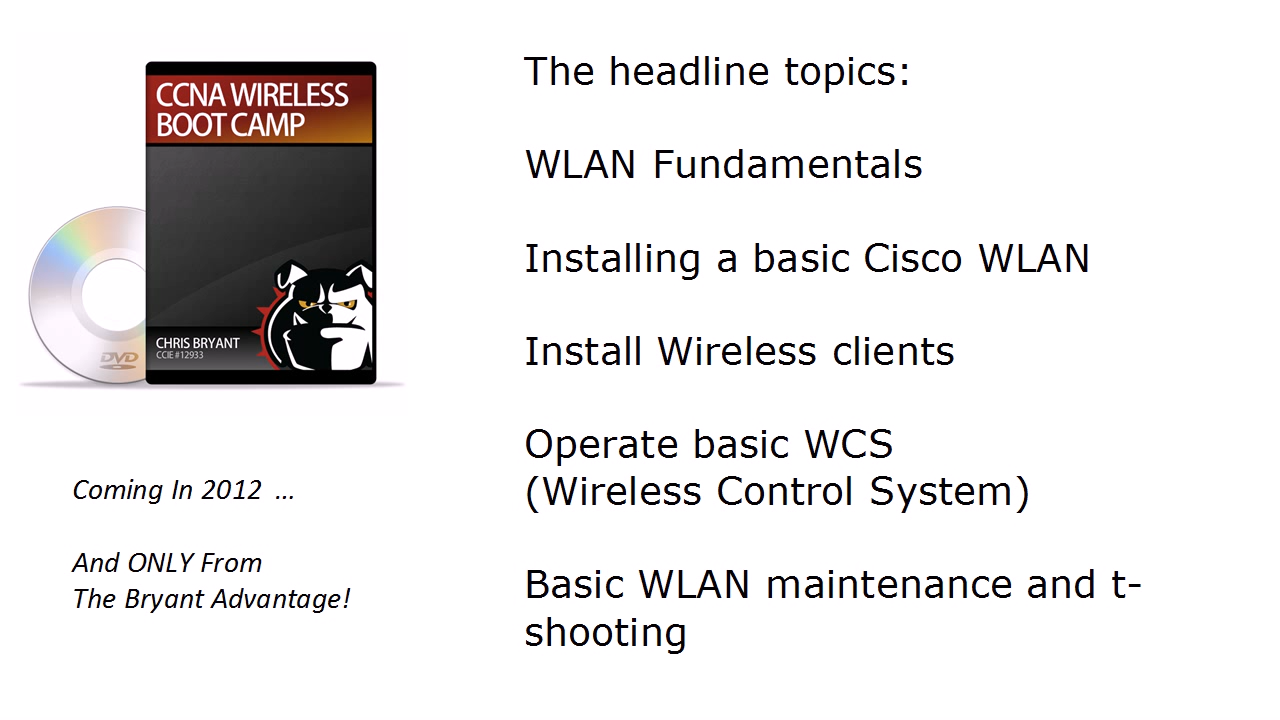 CCNA WIRELESS
BOOT CAMP
CHRIS BRYANT
CCIE #12933
DVD
Coming In 2012 ...
And ONLY From
The Bryant Advantage!
The headline topics:
WLAN Fundamentals
Installing a basic Cisco WLAN
Install Wireless clients
Operate basic WCS
(Wireless Control System)
Basic WLAN maintenance and t-
shooting